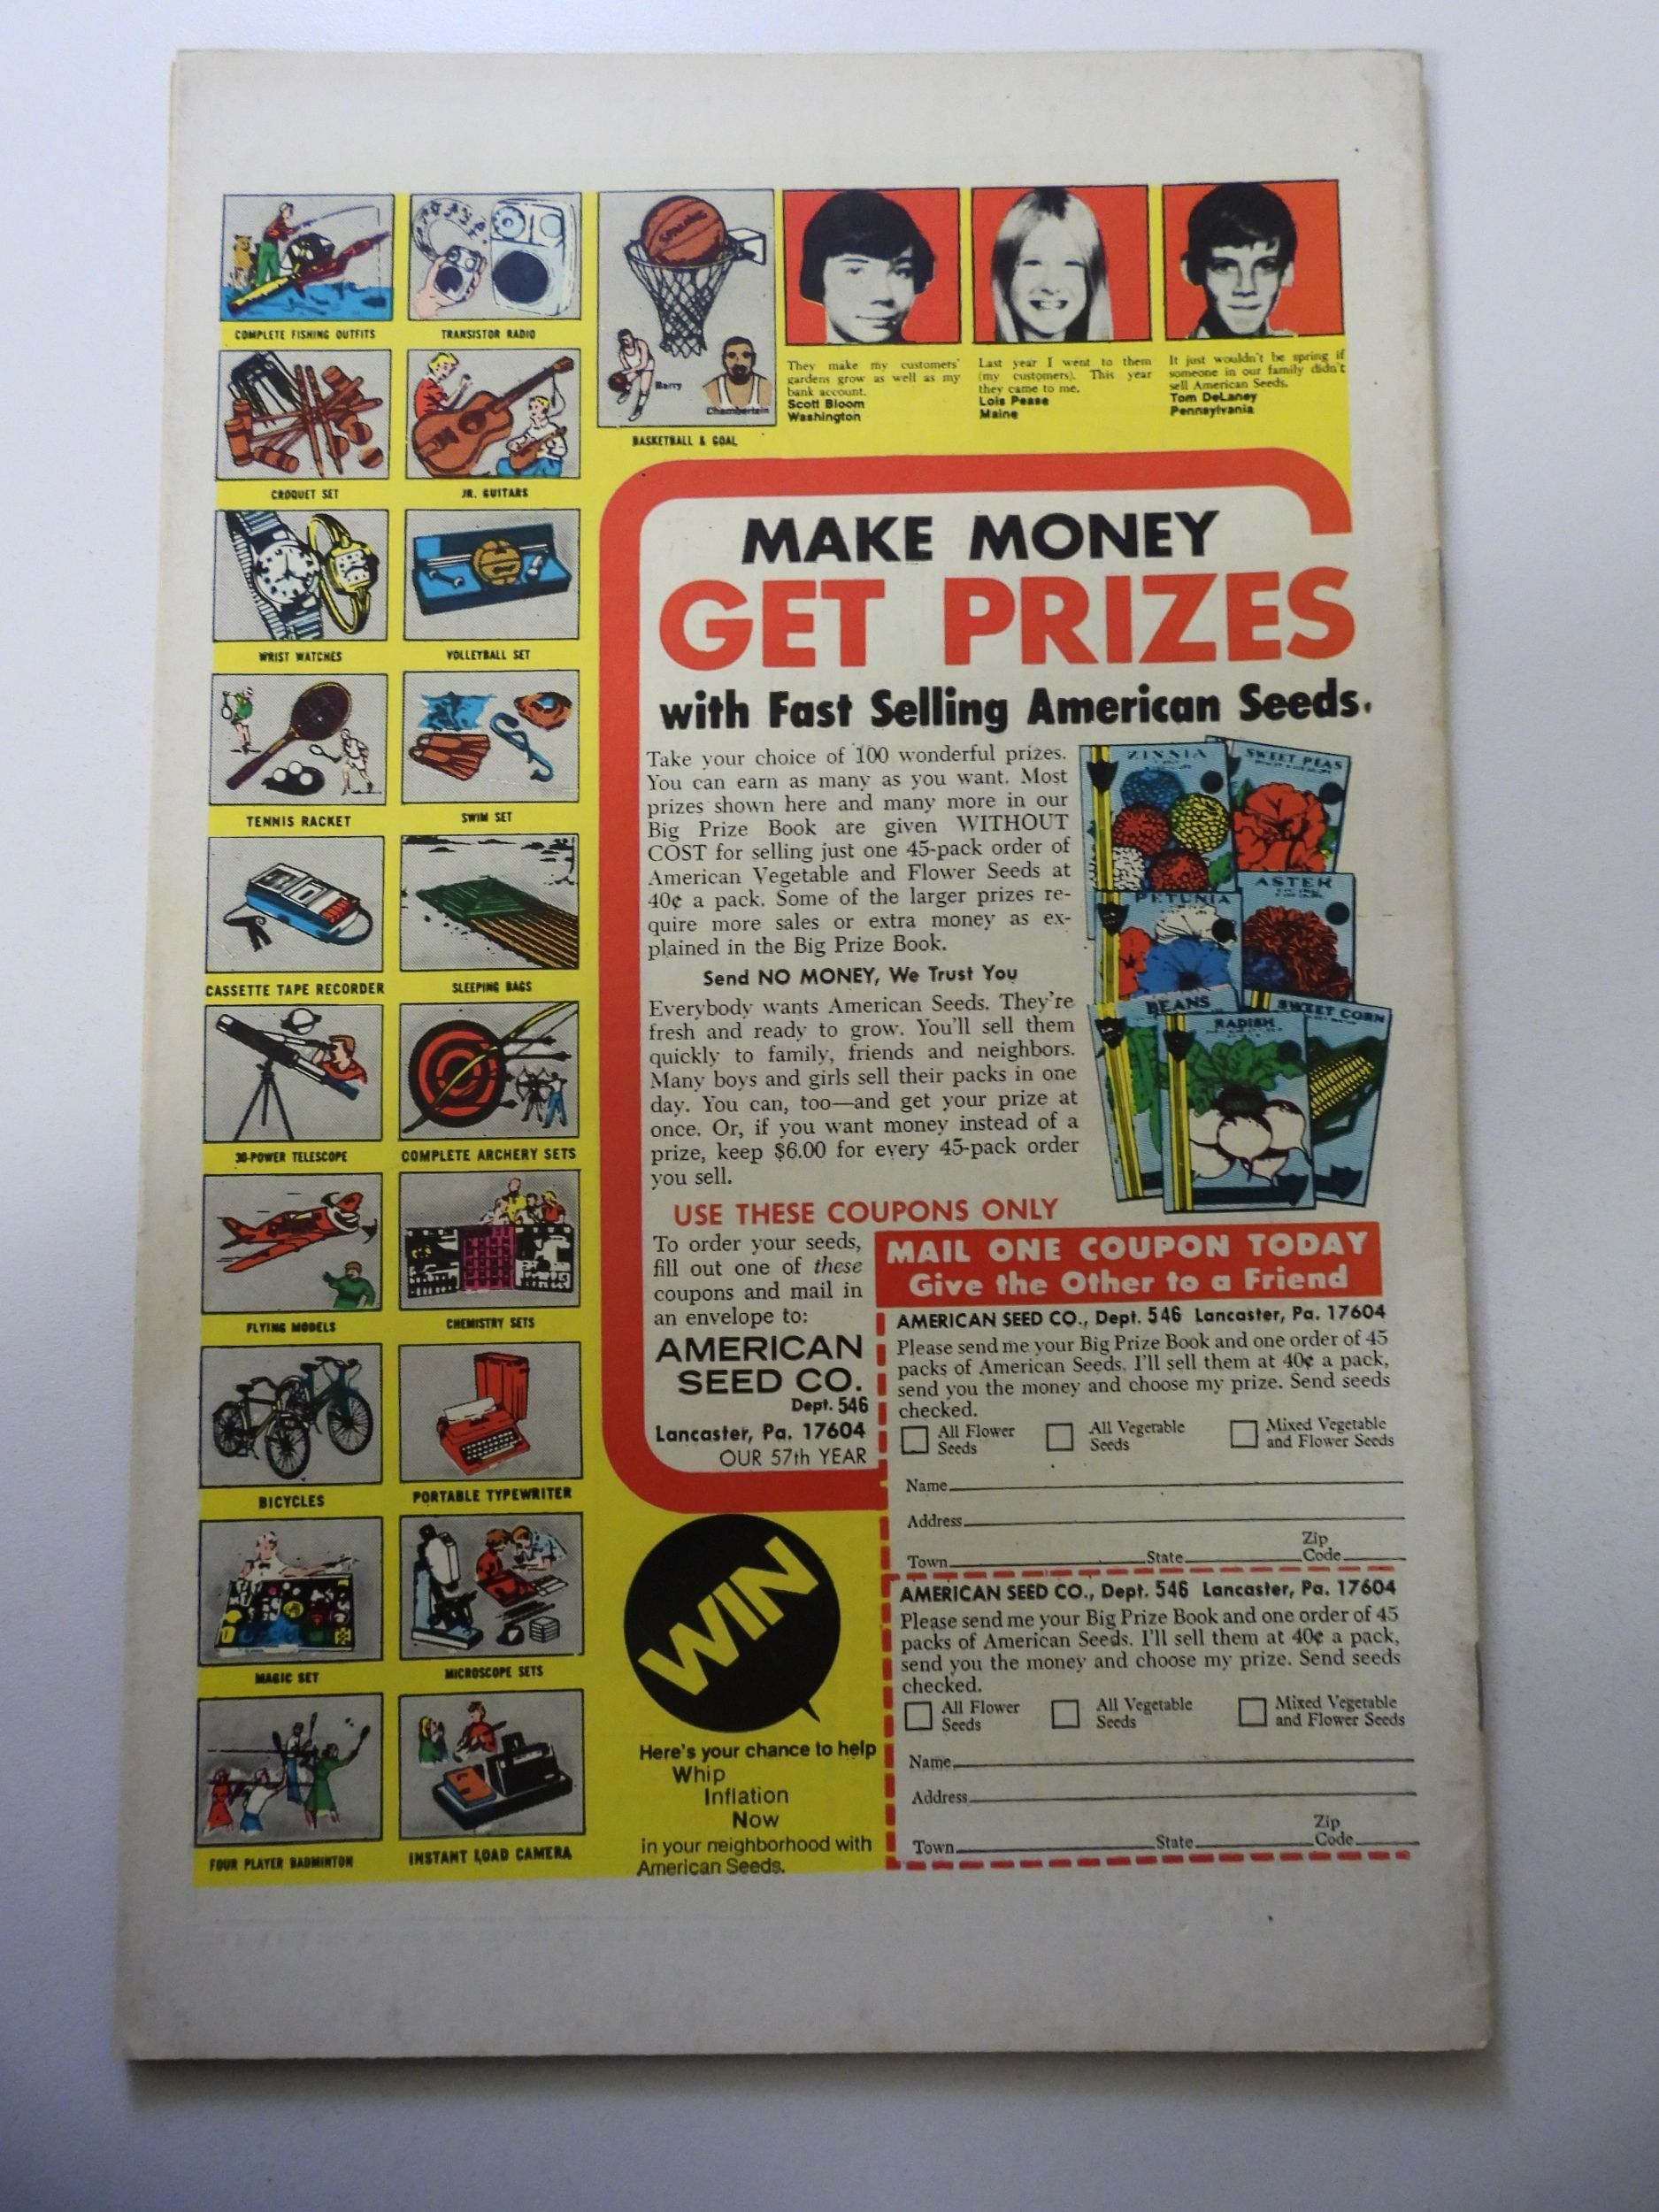 COMPLETE FISHING OUTFITS
TRANSISTOR RADIO
CROQUET SET
JR. GUITARS
WRIST WATCHES
VOLLEYBALL SET
TENNIS RACKET
SWIM SET
CASSETTE TAPE RECORDER
SLEEPING BAGS
30-POWER TELESCOPE
COMPLETE ARCHERY SETS
FLYING MODELS
CHEMISTRY SETS
BICYCLES
PORTABLE TYPEWRITER
MAGIC SET
MICROSCOPE SETS
FOUR PLAYER BADMINTON
INSTANT LOAD CAMERA
SPALDING
Barry
Chamberlain
BASKETBALL & GOAL
They make my customers'
gardens grow as well as my
bank account.
Scott Bloom
Washington
Last year I went to them
(my customers). This year
they came to me.
Lois Pease
Maine
It just wouldn't be spring if
someone in our family didn't
sell American Seeds.
Tom DeLaney
Pennsylvania
MAKE MONEY
GET PRIZES
with Fast Selling American Seeds.
Take your choice of 100 wonderful prizes.
You can earn as many as you want. Most
prizes shown here and many more in our
Big Prize Book are given WITHOUT
COST for selling just one 45-pack order of
American Vegetable and Flower Seeds at
40¢ a pack. Some of the larger prizes re-
quire more sales or extra money as ex-
plained in the Big Prize Book.
Send NO MONEY, We Trust You
Everybody wants American Seeds. They're
fresh and ready to grow. You'll sell them
quickly to family, friends and neighbors.
Many boys and girls sell their packs in one
day. You can, too—and get your prize at
once. Or, if you want money instead of a
prize, keep $6.00 for every 45-pack order
you sell.
ZINNIA
SWEET PEAS
PETUNIA
ASTER
BEANS
RADISH
SWEET CORN
USE THESE COUPONS ONLY
To order your seeds,
fill out one of these
coupons and mail in
an envelope to:
AMERICAN
SEED CO.
Dept. 546
Lancaster, Pa. 17604
OUR 57th YEAR
MAIL ONE COUPON TODAY
Give the Other to a Friend
AMERICAN SEED CO., Dept. 546 Lancaster, Pa. 17604
Please send me your Big Prize Book and one order of 45
packs of American Seeds. I'll sell them at 40¢ a pack,
send you the money and choose my prize. Send seeds
checked.
All Flower Seeds
All Vegetable Seeds
Mixed Vegetable and Flower Seeds
Name
Address
Town State Zip Code
AMERICAN SEED CO., Dept. 546 Lancaster, Pa. 17604
Please send me your Big Prize Book and one order of 45
packs of American Seeds. I'll sell them at 40¢ a pack,
send you the money and choose my prize. Send seeds
checked.
All Flower Seeds
All Vegetable Seeds
Mixed Vegetable and Flower Seeds
Name
Address
Town State Zip Code
WIN
Here's your chance to help
Whip
Inflation
Now
in your neighborhood with
American Seeds.